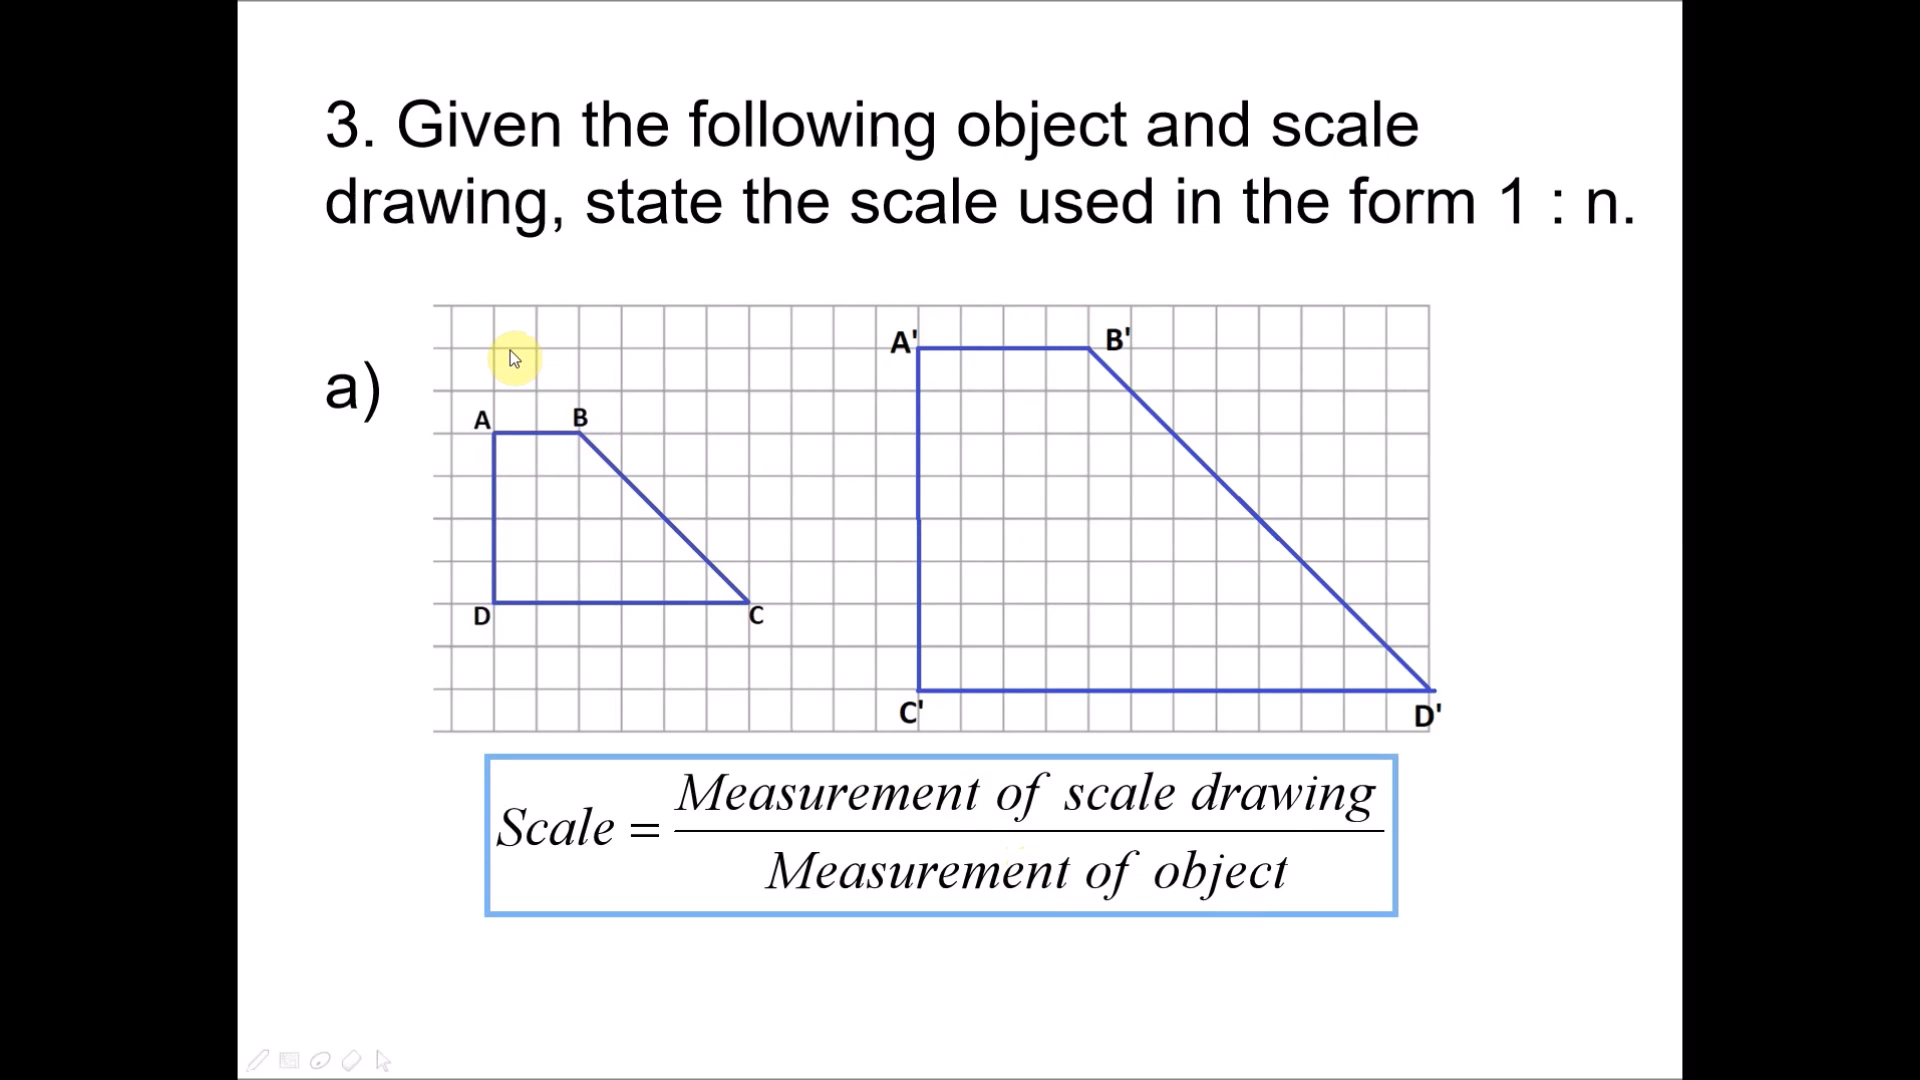 3. Given the following object and scale
drawing, state the scale used in the form 1 : n.
a)
A B
D C
A' B'
C' D'
Scale = Measurement of scale drawing
Measurement of object